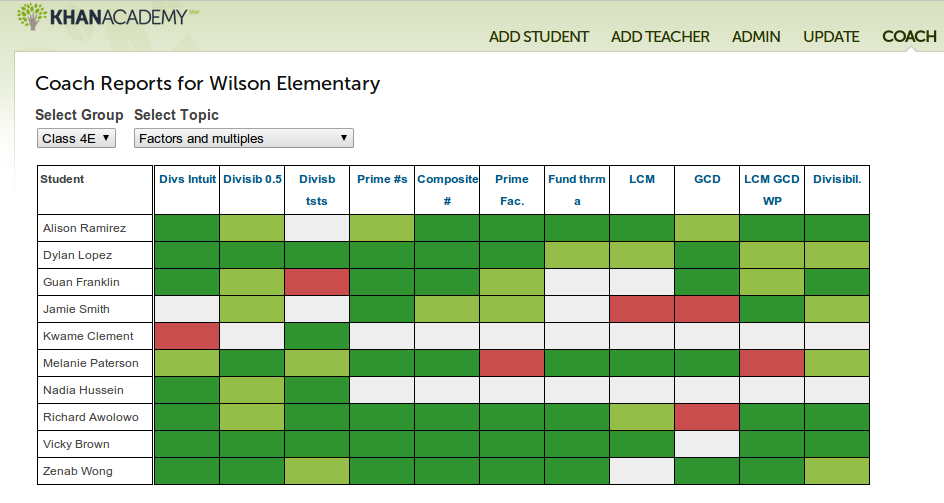 KHANACADEMY
ADD STUDENT ADD TEACHER ADMIN UPDATE COACH
Coach Reports for Wilson Elementary
Select Group Select Topic
Class 4E Factors and multiples
Student Divs Intuit Divisib 0.5 Divisb tsts Prime #s Composite # Prime Fac. Fund thrm a LCM GCD LCM GCD WP Divisibil.
Alison Ramirez
Dylan Lopez
Guan Franklin
Jamie Smith
Kwame Clement
Melanie Paterson
Nadia Hussein
Richard Awolowo
Vicky Brown
Zenab Wong